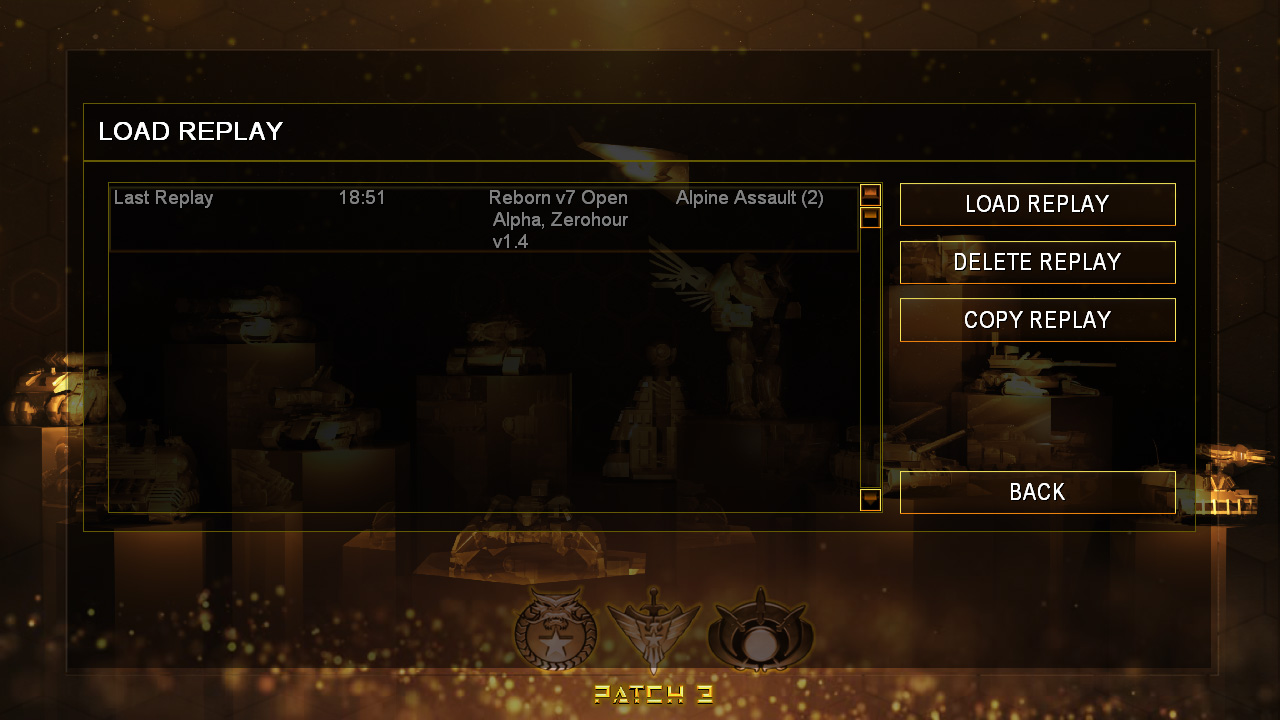 LOAD REPLAY
Last Replay 18:51 Reborn v7 Open Alpine Assault (2)
Alpha, Zerohour
v1.4
LOAD REPLAY
DELETE REPLAY
COPY REPLAY
BACK
PATCH 3